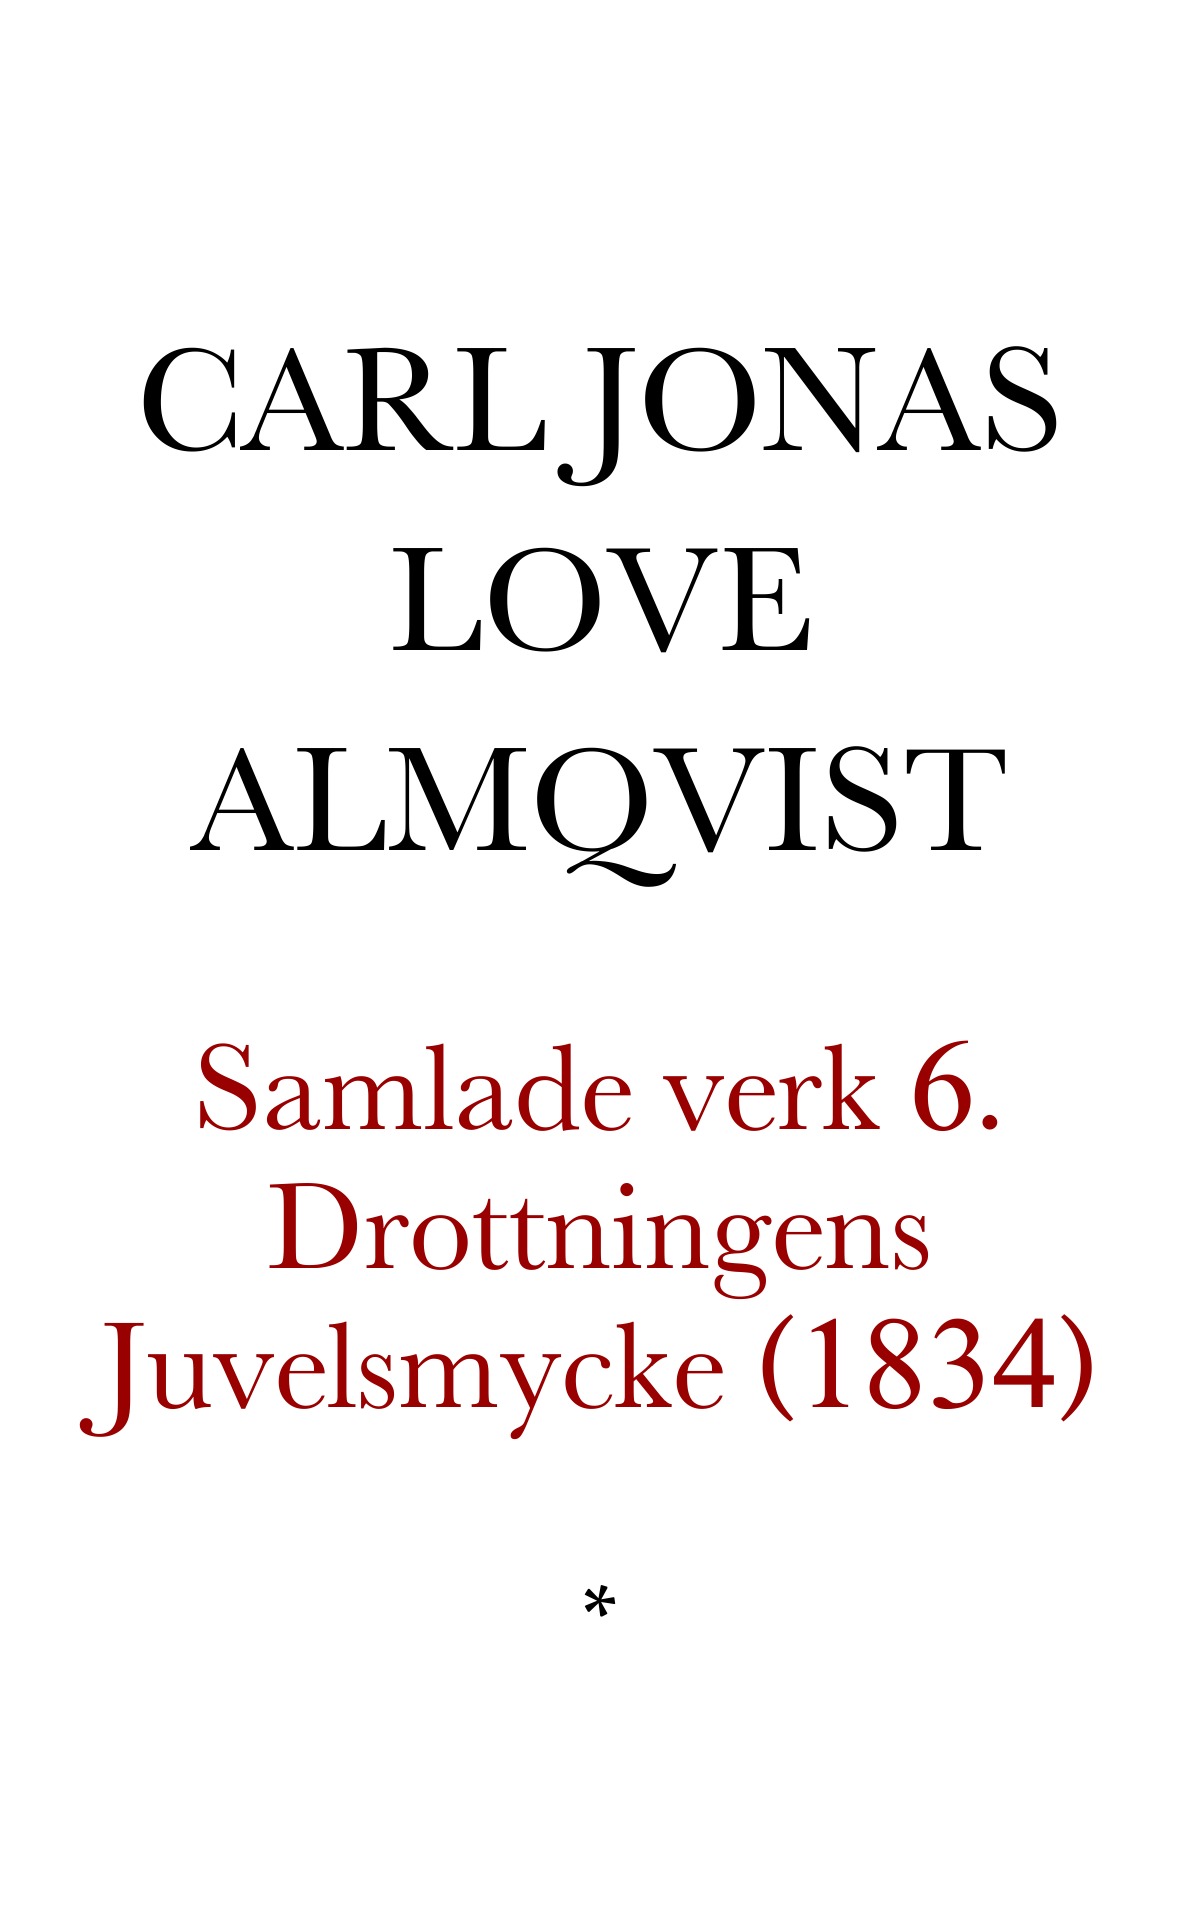 CARL JONAS
LOVE
ALMQVIST
Samlade verk 6.
Drottningens
Juvelsmycke (1834)
*